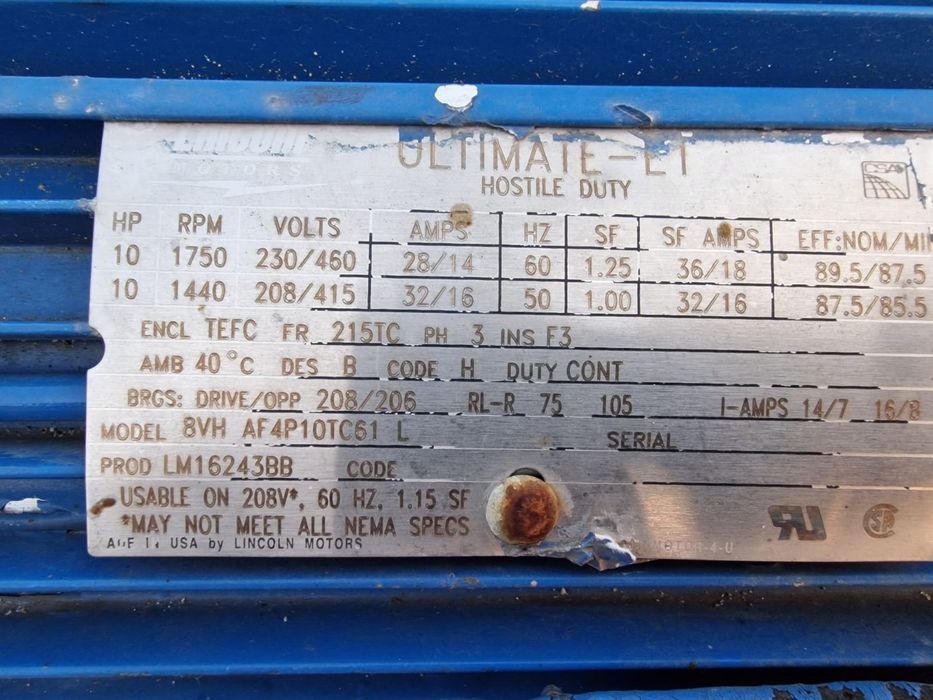 ULTIMATE-E1
HOSTILE DUTY
HP RPM VOLTS AMPS HZ SF SF AMPS EFF:NOM/MI
10 1750 230/460 28/14 60 1.25 36/18 89.5/87.5
10 1440 208/415 32/16 50 1.00 32/16 87.5/85.5
ENCL TEFC FR 215TC PH 3 INS F3
AMB 40°C DES B CODE H DUTY CONT
BRGS: DRIVE/OPP 208/206 RL-R 75 105 I-AMPS 14/7 16/8
MODEL 8VH AF4P10TC61 L SERIAL
PROD LM16243BB CODE
USABLE ON 208V*, 60 HZ, 1.15 SF
*MAY NOT MEET ALL NEMA SPECS
USA by LINCOLN MOTORS